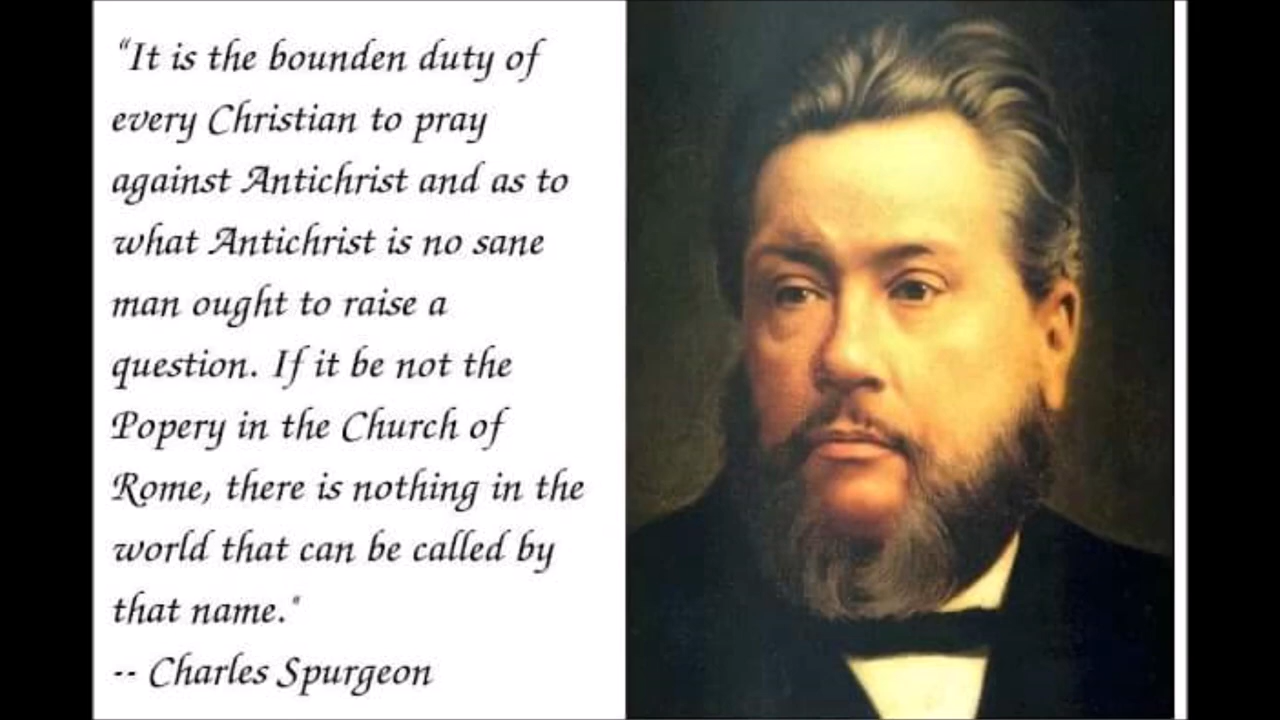 "It is the bounden duty of
every Christian to pray
against Antichrist and as to
what Antichrist is no sane
man ought to raise a
question. If it be not the
Popery in the Church of
Rome, there is nothing in the
world that can be called by
that name."
-- Charles Spurgeon